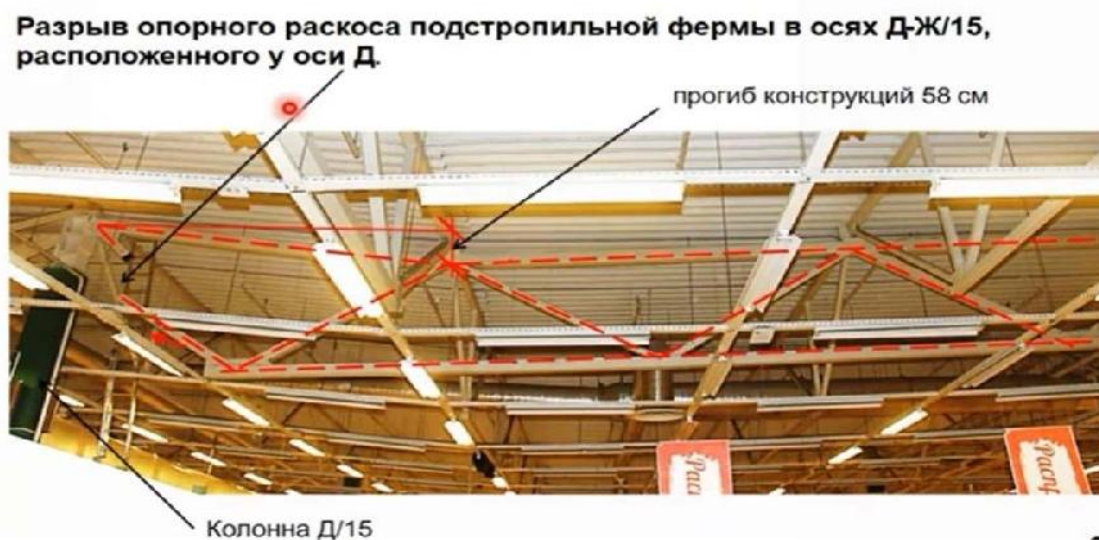 Разрыв опорного раскоса подстропильной фермы в осях Д-Ж/15,
расположенного у оси Д.
прогиб конструкций 58 см
Колонна Д/15